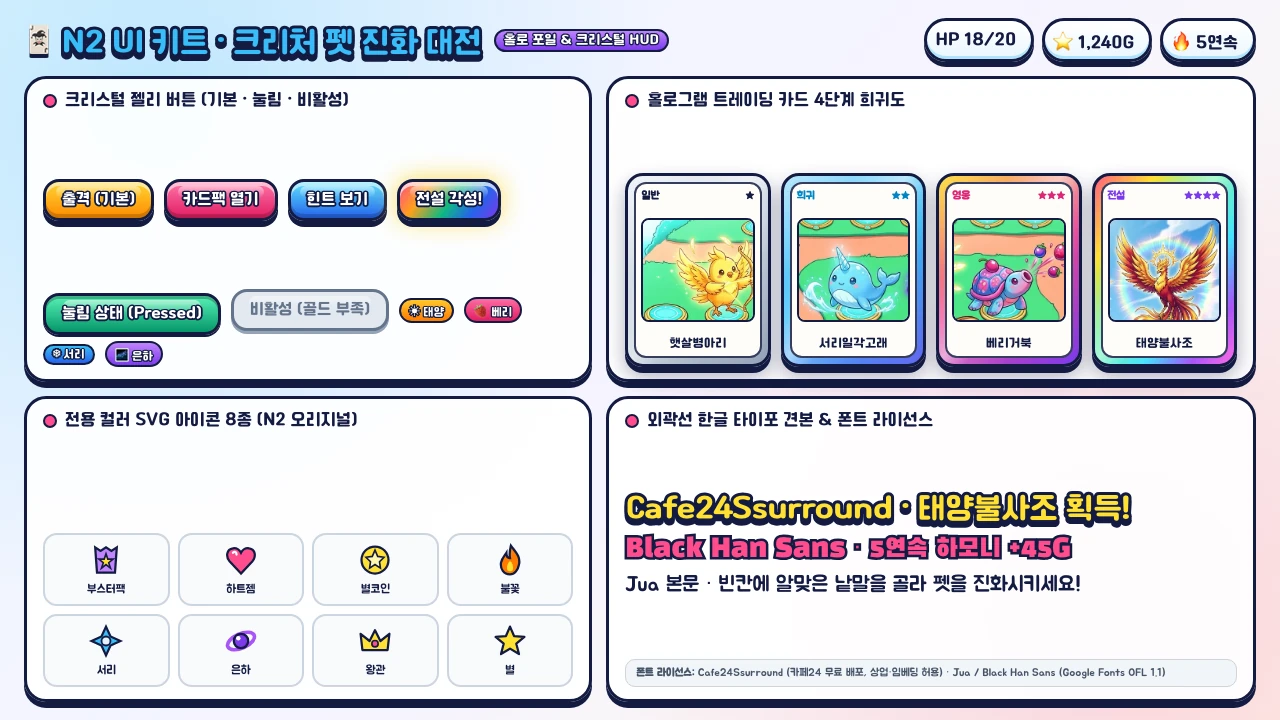 N2 UI 키트 · 크리처 펫 진화 대전
홀로 포일 & 크리스털 HUD
HP 18/20
1,240G
5연속
크리스털 젤리 버튼 (기본 · 눌림 · 비활성)
출격 (기본)
카드팩 열기
힌트 보기
전설 각성!
눌림 상태 (Pressed)
비활성 (골드 부족)
태양
베리
서리
은하
홀로그램 트레이딩 카드 4단계 희귀도
일반 ★
희귀 ★★
영웅 ★★★
전설 ★★★★
햇살병아리
서리일각고래
베리거북
태양불사조
전용 컬러 SVG 아이콘 8종 (N2 오리지널)
부스터팩
하트젬
별코인
불꽃
서리
은하
왕관
별
외곽선 한글 타이포 견본 & 폰트 라이선스
Cafe24Ssurround · 태양불사조 획득!
Black Han Sans · 5연속 하모니 +45G
Jua 본문 · 빈칸에 알맞은 낱말을 골라 펫을 진화시키세요!
폰트 라이선스: Cafe24Ssurround (카페24 무료 배포, 상업·임베딩 허용) · Jua / Black Han Sans (Google Fonts OFL 1.1)